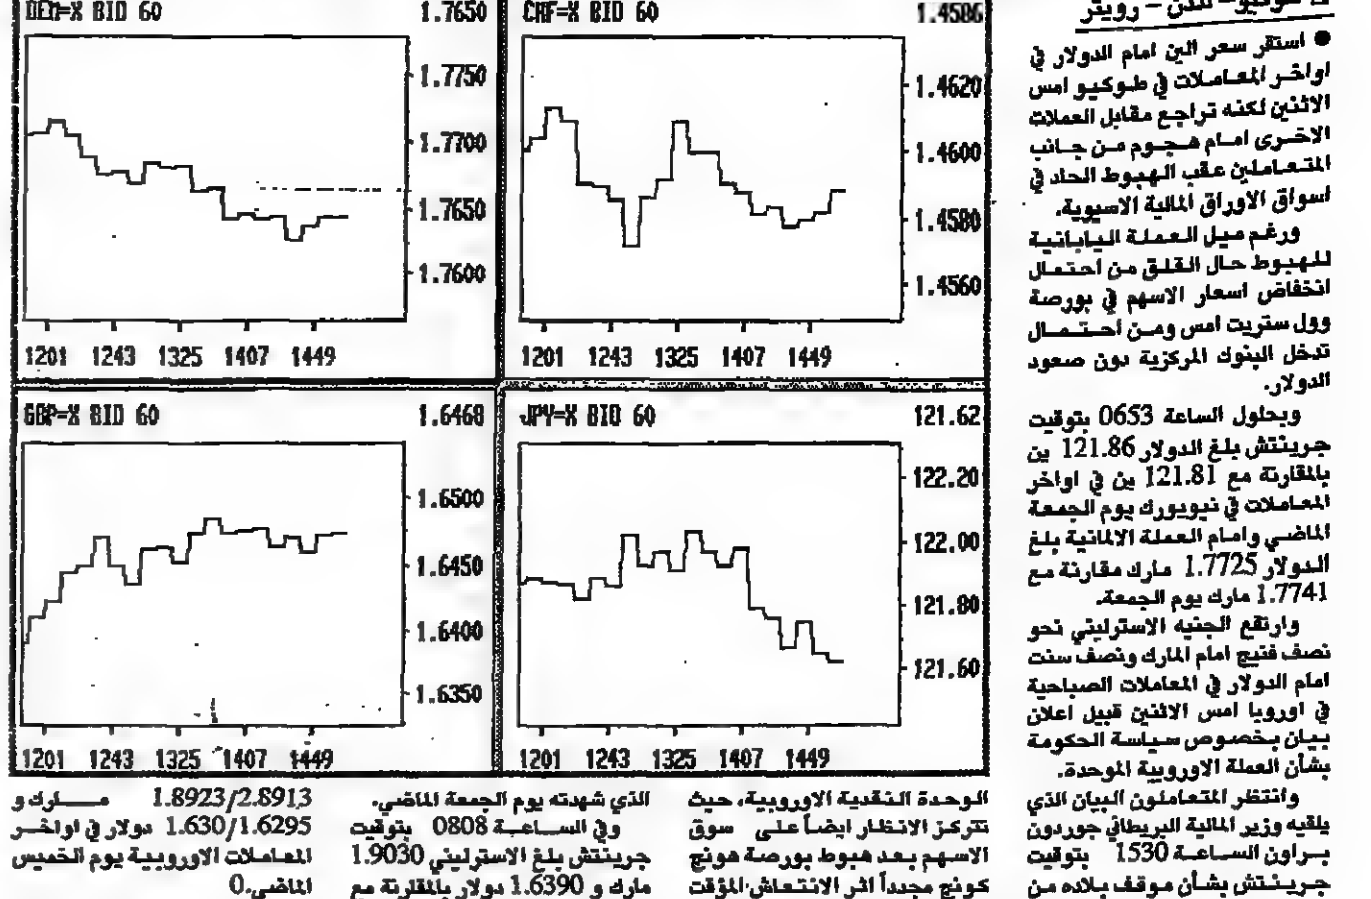 طوكيو - لندن - رويتر
● استقر سعر الين امام الدولار في
اواخر المعاملات في طوكيو امس
الاثنين لكنه تراجع مقابل العملات
الاخرى امام هجوم من جانب
المتعاملين عقب الهبوط الحاد في
اسواق الاوراق المالية الاسيوية.
ورغم ميل العملة اليابانية
للهبوط حال القلق من احتمال
انخفاض اسعار الاسهم في بورصة
وول ستريت امس ومن احتمال
تدخل البنوك المركزية دون صعود
الدولار.
وبحلول الساعة 0653 بتوقيت
جرينتش بلغ الدولار 121.86 ين
بالمقارنة مع 121.81 ين في اواخر
المعاملات في نيويورك يوم الجمعة
الماضي وامام العملة الالمانية بلغ
الدولار 1.7725 مارك مقارنة مع
1.7741 مارك يوم الجمعة.
وارتفع الجنيه الاسترليني نحو
نصف فنيج امام المارك ونصف سنت
امام الدولار في المعاملات الصباحية
في اوروبا امس الاثنين قبيل اعلان
بيان بخصوص سياسة الحكومة
بشأن العملة الاوروبية الموحدة.
وانتظر المتعاملون البيان الذي
يلقيه وزير المالية البريطاني جوردون
براون الساعة 1530 بتوقيت
جرينتش بشأن موقف بلاده من
DEM=X BID 60 1.7650
1.7750
1.7700
1.7650
1.7600
1201 1243 1325 1407 1449
CHF=X BID 60 1.4586
1.4620
1.4600
1.4580
1.4560
1201 1243 1325 1407 1449
GBP=X BID 60 1.6468
1.6500
1.6450
1.6400
1.6350
1201 1243 1325 1407 1449
JPY=X BID 60 121.62
122.20
122.00
121.80
121.60
1201 1243 1325 1407 1449
الوحدة النقدية الاوروبية، حيث
تتركز الانظار ايضاً على سوق
الاسهم بعد هبوط بورصة هونج
كونج مجدداً اثر الانتعاش المؤقت
الذي شهدته يوم الجمعة الماضي.
وفي الساعة 0808 بتوقيت
جرينتش بلغ الاسترليني 1.9030
مارك و 1.6390 دولار بالمقارنة مع
1.8923/2.8913 مارك و
1.630/1.6295 دولار في اواخر
المعاملات الاوروبية يوم الخميس
الماضي.0